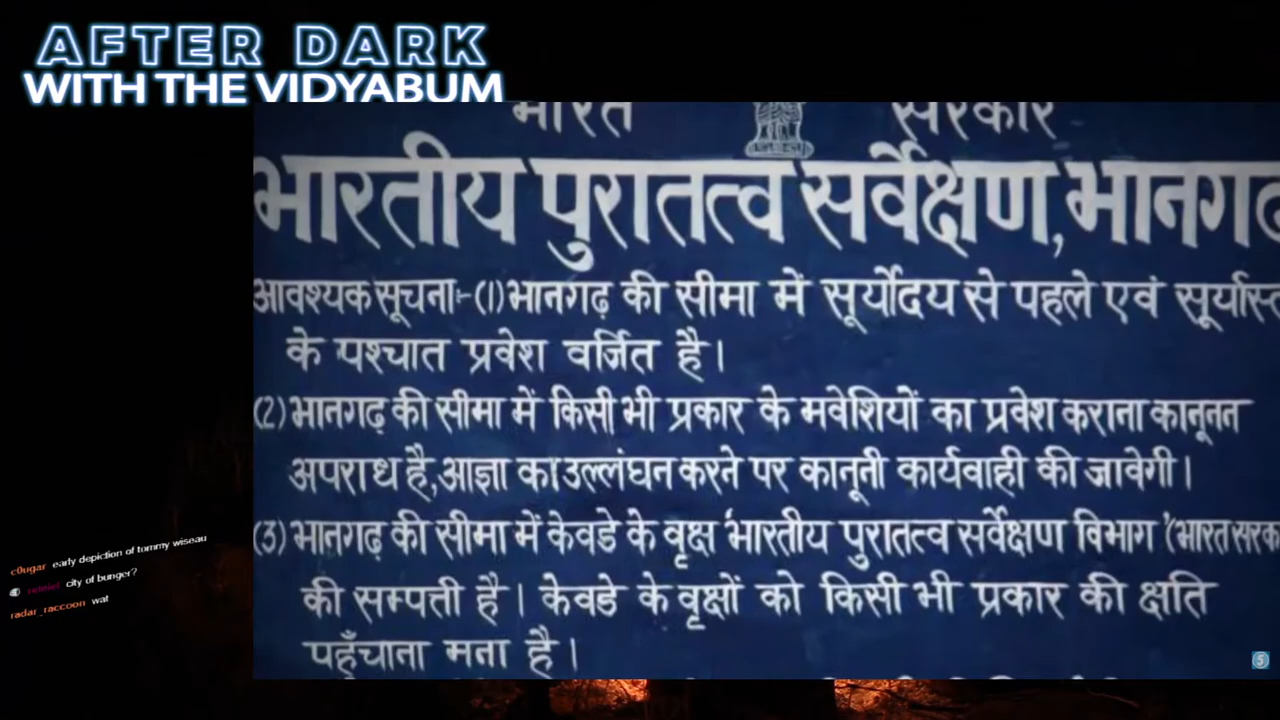 AFTER DARK
WITH THE VIDYABUM
भारत सरकार
भारतीय पुरातत्व सर्वेक्षण, भानगढ
आवश्यक सूचना:-(1) भानगढ़ की सीमा में सूर्योदय से पहले एवं सूर्यास्त
के पश्चात प्रवेश वर्जित है।
(2) भानगढ़ की सीमा में किसी भी प्रकार के मवेशियों का प्रवेश कराना कानूनन
अपराध है, आज्ञा का उल्लंघन करने पर कानूनी कार्यवाही की जावेगी।
(3) भानगढ़ की सीमा में केवडे के वृक्ष 'भारतीय पुरातत्व सर्वेक्षण विभाग '(भारत सरक
की सम्पती है। केवडे के वृक्षों को किसी भी प्रकार की क्षति
पहुँचाना मना है।
c0ugar early depiction of tommy wiseau
city of bunger?
radar_raccoon wat
5